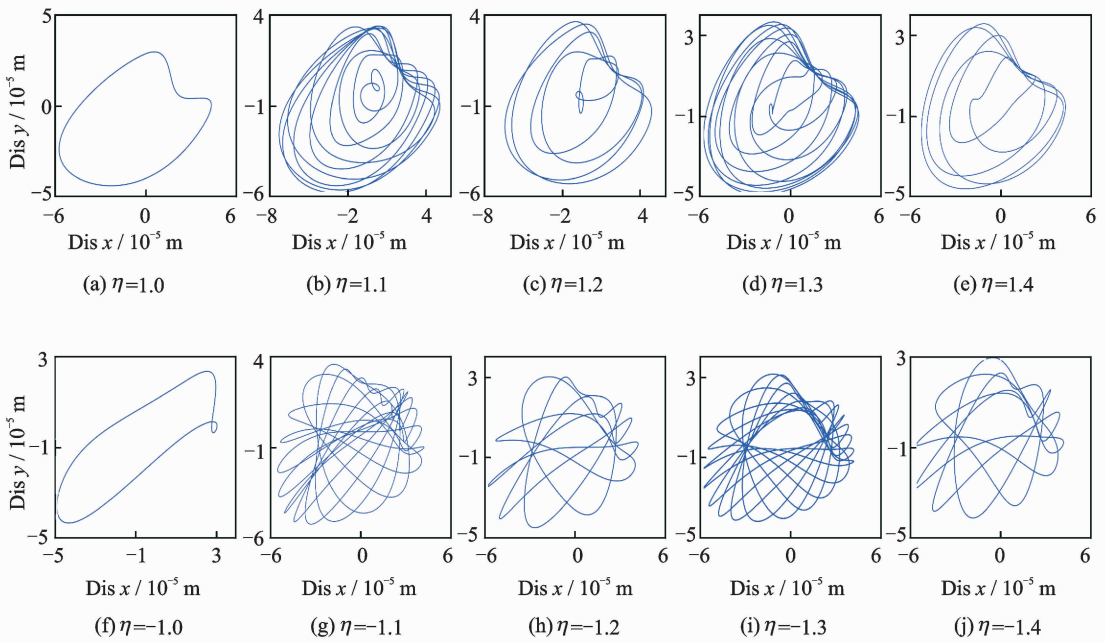 Dis y / 10⁻⁵ m
5
0
−5
−6 0 6
Dis x / 10⁻⁵ m
(a) η=1.0
4
−1
−6
−8 −2 4
Dis x / 10⁻⁵ m
(b) η=1.1
4
−1
−6
−8 −2 4
Dis x / 10⁻⁵ m
(c) η=1.2
3
−1
−5
−6 0 6
Dis x / 10⁻⁵ m
(d) η=1.3
3
−1
−5
−6 0 6
Dis x / 10⁻⁵ m
(e) η=1.4
Dis y / 10⁻⁵ m
3
−1
−5
−5 −1 3
Dis x / 10⁻⁵ m
(f) η=−1.0
4
−1
−6
−6 0 6
Dis x / 10⁻⁵ m
(g) η=−1.1
3
−1
−5
−6 0 6
Dis x / 10⁻⁵ m
(h) η=−1.2
3
−1
−5
−6 0 6
Dis x / 10⁻⁵ m
(i) η=−1.3
3
−1
−5
−6 0 6
Dis x / 10⁻⁵ m
(j) η=−1.4